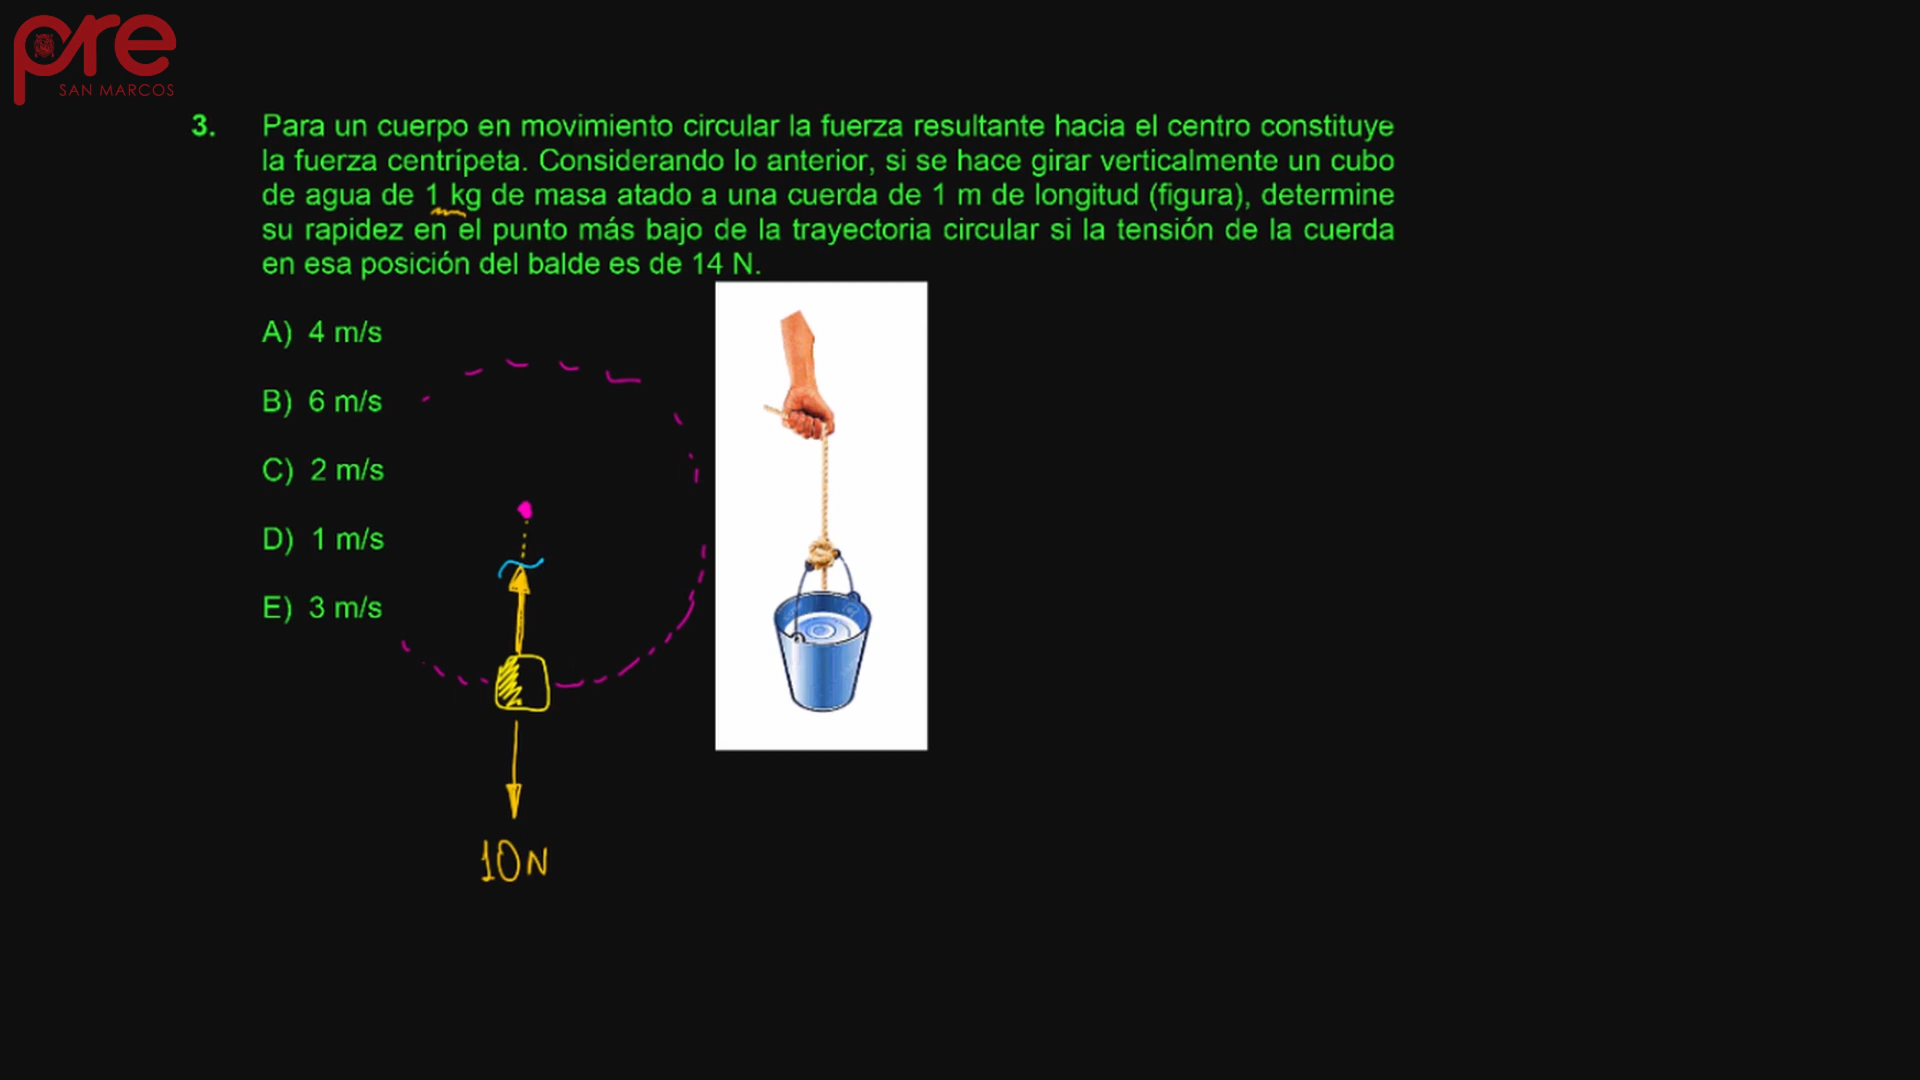 pre
SAN MARCOS
3. Para un cuerpo en movimiento circular la fuerza resultante hacia el centro constituye
la fuerza centrípeta. Considerando lo anterior, si se hace girar verticalmente un cubo
de agua de 1 kg de masa atado a una cuerda de 1 m de longitud (figura), determine
su rapidez en el punto más bajo de la trayectoria circular si la tensión de la cuerda
en esa posición del balde es de 14 N.
A) 4 m/s
B) 6 m/s
C) 2 m/s
D) 1 m/s
E) 3 m/s
10N